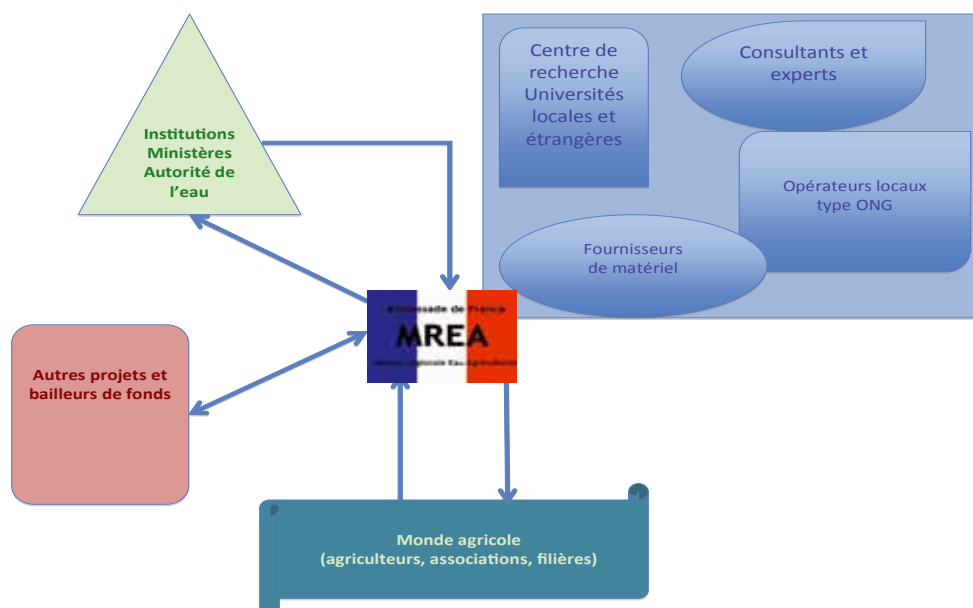 Centre de
recherche
Universités
locales et
étrangères
Consultants et
experts
Institutions
Ministères
Autorité de
l'eau
Opérateurs locaux
type ONG
Fournisseurs
de matériel
de France
MREA
Autres projets et
bailleurs de fonds
Monde agricole
(agriculteurs, associations, filières)